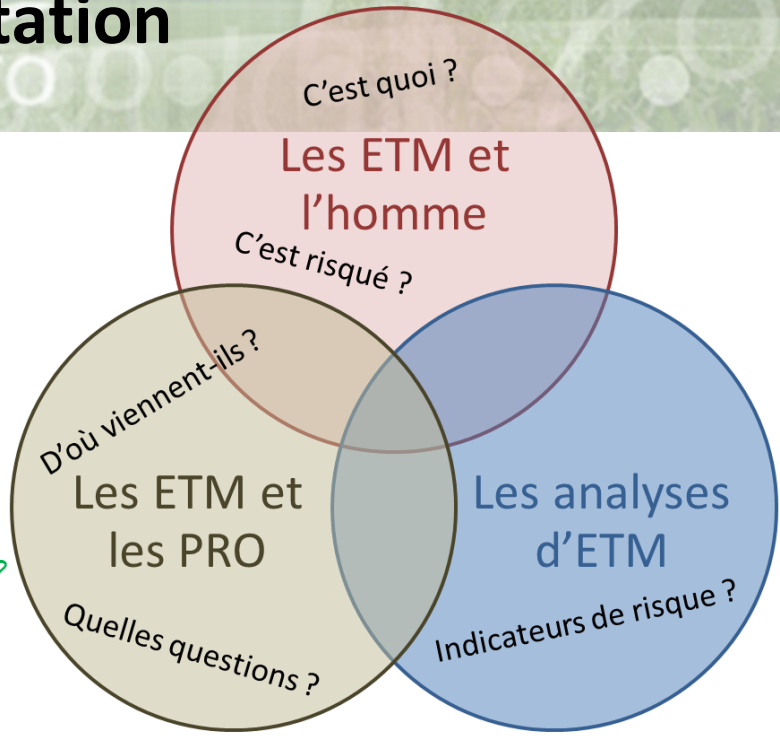 tation
C'est quoi ?
Les ETM et
l'homme
C'est risqué ?
D'où viennent-ils ?
Les ETM et
les PRO
Les analyses
d'ETM
Quelles questions ?
Indicateurs de risque ?